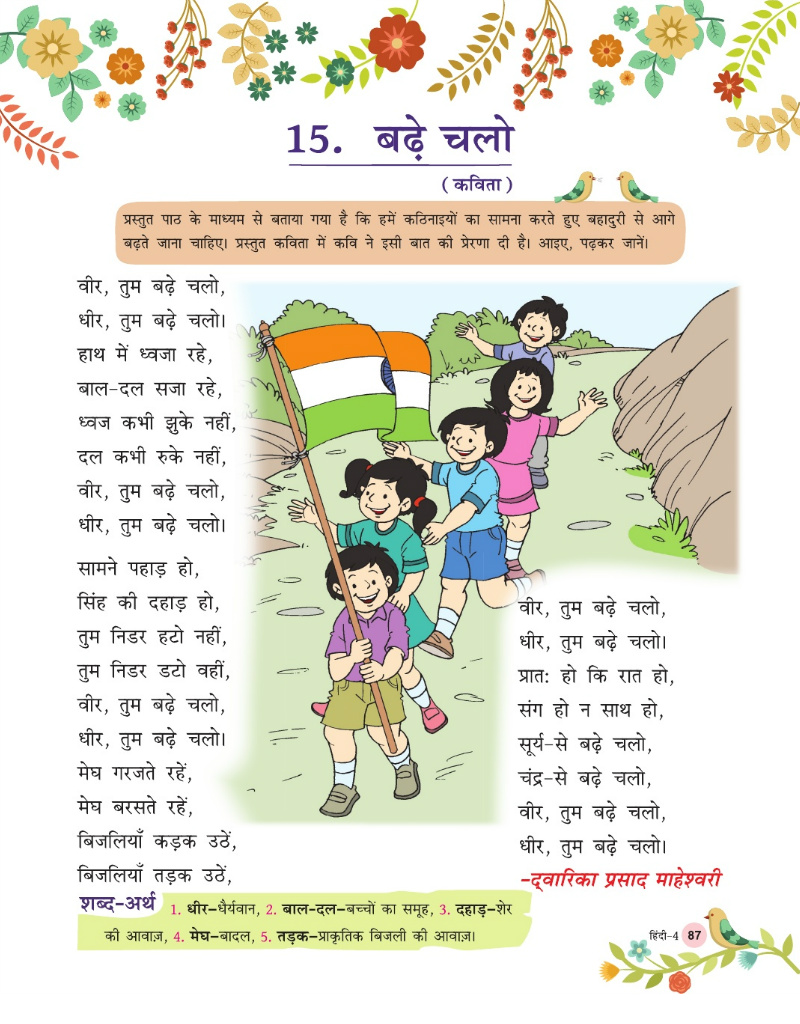 15. बढ़े चलो
( कविता )
प्रस्तुत पाठ के माध्यम से बताया गया है कि हमें कठिनाइयों का सामना करते हुए बहादुरी से आगे
बढ़ते जाना चाहिए। प्रस्तुत कविता में कवि ने इसी बात की प्रेरणा दी है। आइए, पढ़कर जानें।
वीर, तुम बढ़े चलो,
धीर, तुम बढ़े चलो।
हाथ में ध्वजा रहे,
बाल-दल सजा रहे,
ध्वज कभी झुके नहीं,
दल कभी रुके नहीं,
वीर, तुम बढ़े चलो,
धीर, तुम बढ़े चलो।
सामने पहाड़ हो,
सिंह की दहाड़ हो,
तुम निडर हटो नहीं,
तुम निडर डटो वहीं,
वीर, तुम बढ़े चलो,
धीर, तुम बढ़े चलो।
मेघ गरजते रहें,
मेघ बरसते रहें,
बिजलियाँ कड़क उठें,
बिजलियाँ तड़क उठें,
वीर, तुम बढ़े चलो,
धीर, तुम बढ़े चलो।
प्रात: हो कि रात हो,
संग हो न साथ हो,
सूर्य-से बढ़े चलो,
चंद्र-से बढ़े चलो,
वीर, तुम बढ़े चलो,
धीर, तुम बढ़े चलो।
-द्वारिका प्रसाद माहेश्वरी
शब्द-अर्थ 1. धीर-धैर्यवान, 2. बाल-दल-बच्चों का समूह, 3. दहाड़-शेर
की आवाज़, 4. मेघ-बादल, 5. तड़क-प्राकृतिक बिजली की आवाज़।
हिंदी-4 87